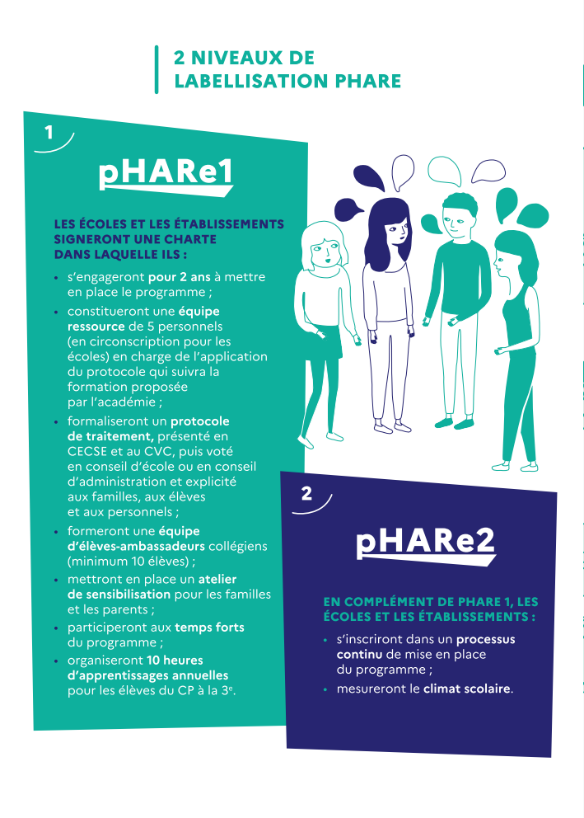 2 NIVEAUX DE
LABELLISATION PHARE
1
pHARe1
LES ÉCOLES ET LES ÉTABLISSEMENTS
SIGNERONT UNE CHARTE
DANS LAQUELLE ILS :
• s'engageront pour 2 ans à mettre
en place le programme ;
• constitueront une équipe
ressource de 5 personnels
(en circonscription pour les
écoles) en charge de l'application
du protocole qui suivra la
formation proposée
par l'académie ;
• formaliseront un protocole
de traitement, présenté en
CECSE et au CVC, puis voté
en conseil d'école ou en conseil
d'administration et explicité
aux familles, aux élèves
et aux personnels ;
• formeront une équipe
d'élèves-ambassadeurs collégiens
(minimum 10 élèves) ;
• mettront en place un atelier
de sensibilisation pour les familles
et les parents ;
• participeront aux temps forts
du programme ;
• organiseront 10 heures
d'apprentissages annuelles
pour les élèves du CP à la 3e.
2
pHARe2
EN COMPLÉMENT DE PHARE 1, LES
ÉCOLES ET LES ÉTABLISSEMENTS :
• s'inscriront dans un processus
continu de mise en place
du programme ;
• mesureront le climat scolaire.